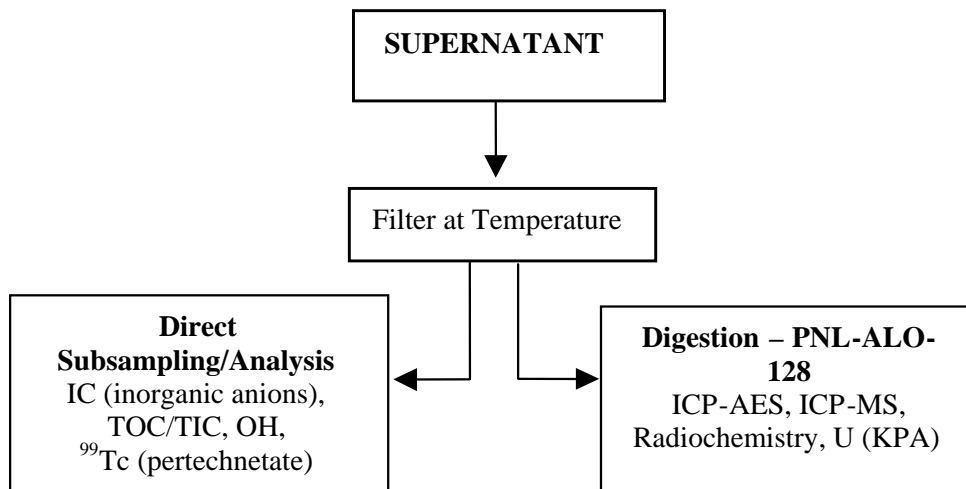 SUPERNATANT
Filter at Temperature
Direct
Subsampling/Analysis
IC (inorganic anions),
TOC/TIC, OH,
⁹⁹Tc (pertechnetate)
Digestion – PNL-ALO-
128
ICP-AES, ICP-MS,
Radiochemistry, U (KPA)